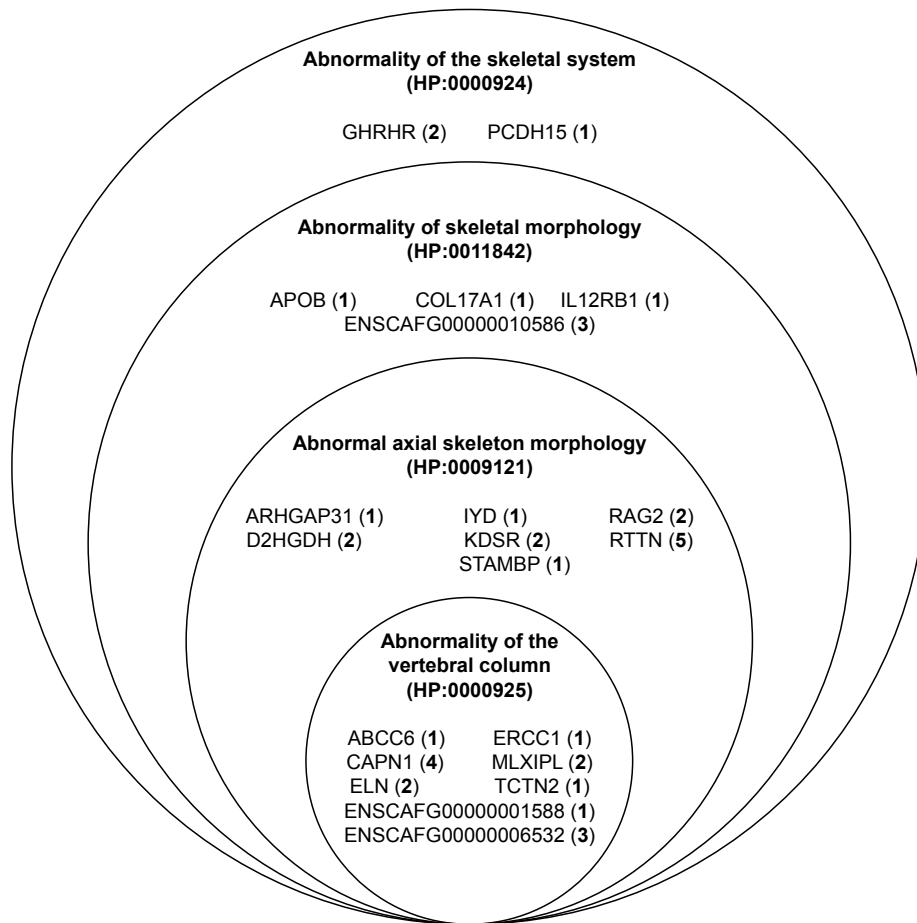 Abnormality of the skeletal system
(HP:0000924)
GHRHR (2) PCDH15 (1)
Abnormality of skeletal morphology
(HP:0011842)
APOB (1) COL17A1 (1) IL12RB1 (1)
ENSCAFG00000010586 (3)
Abnormal axial skeleton morphology
(HP:0009121)
ARHGAP31 (1) IYD (1) RAG2 (2)
D2HGDH (2) KDSR (2) RTTN (5)
STAMBP (1)
Abnormality of the
vertebral column
(HP:0000925)
ABCC6 (1) ERCC1 (1)
CAPN1 (4) MLXIPL (2)
ELN (2) TCTN2 (1)
ENSCAFG00000001588 (1)
ENSCAFG00000006532 (3)